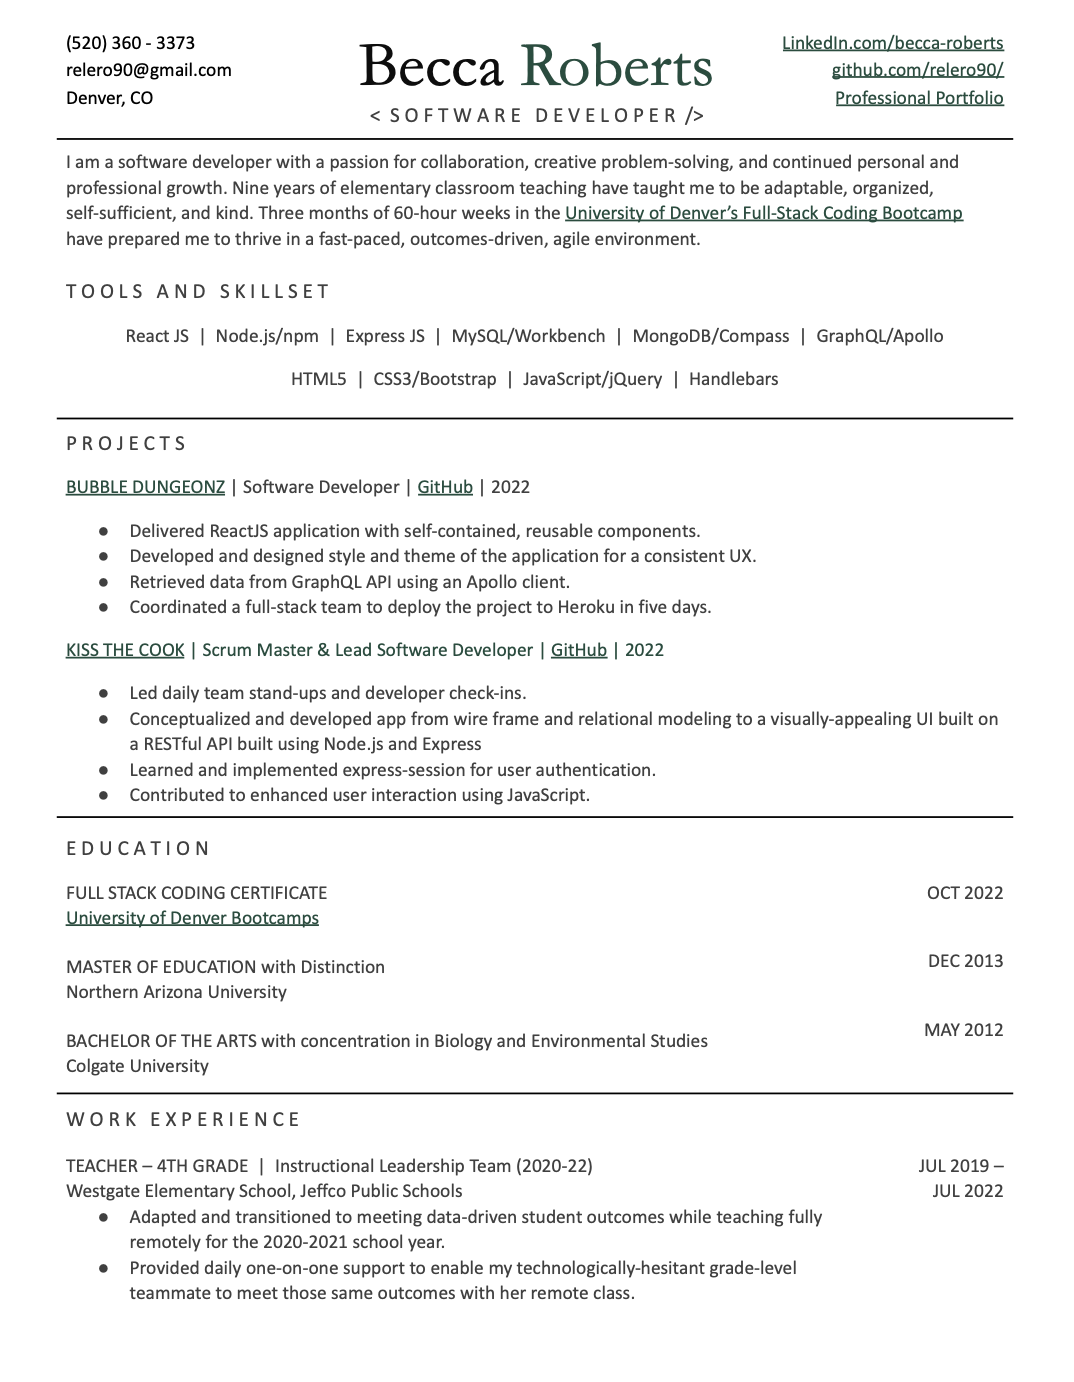 (520) 360 - 3373
relero90@gmail.com
Denver, CO
Becca Roberts
< SOFTWARE DEVELOPER />
LinkedIn.com/becca-roberts
github.com/relero90/
Professional Portfolio
I am a software developer with a passion for collaboration, creative problem-solving, and continued personal and
professional growth. Nine years of elementary classroom teaching have taught me to be adaptable, organized,
self-sufficient, and kind. Three months of 60-hour weeks in the University of Denver's Full-Stack Coding Bootcamp
have prepared me to thrive in a fast-paced, outcomes-driven, agile environment.
TOOLS AND SKILLSET
React JS | Node.js/npm | Express JS | MySQL/Workbench | MongoDB/Compass | GraphQL/Apollo
HTML5 | CSS3/Bootstrap | JavaScript/jQuery | Handlebars
PROJECTS
BUBBLE DUNGEONZ | Software Developer | GitHub | 2022
● Delivered ReactJS application with self-contained, reusable components.
● Developed and designed style and theme of the application for a consistent UX.
● Retrieved data from GraphQL API using an Apollo client.
● Coordinated a full-stack team to deploy the project to Heroku in five days.
KISS THE COOK | Scrum Master & Lead Software Developer | GitHub | 2022
● Led daily team stand-ups and developer check-ins.
● Conceptualized and developed app from wire frame and relational modeling to a visually-appealing UI built on
a RESTful API built using Node.js and Express
● Learned and implemented express-session for user authentication.
● Contributed to enhanced user interaction using JavaScript.
EDUCATION
FULL STACK CODING CERTIFICATE OCT 2022
University of Denver Bootcamps
MASTER OF EDUCATION with Distinction DEC 2013
Northern Arizona University
BACHELOR OF THE ARTS with concentration in Biology and Environmental Studies MAY 2012
Colgate University
WORK EXPERIENCE
TEACHER – 4TH GRADE | Instructional Leadership Team (2020-22) JUL 2019 –
Westgate Elementary School, Jeffco Public Schools JUL 2022
● Adapted and transitioned to meeting data-driven student outcomes while teaching fully
remotely for the 2020-2021 school year.
● Provided daily one-on-one support to enable my technologically-hesitant grade-level
teammate to meet those same outcomes with her remote class.